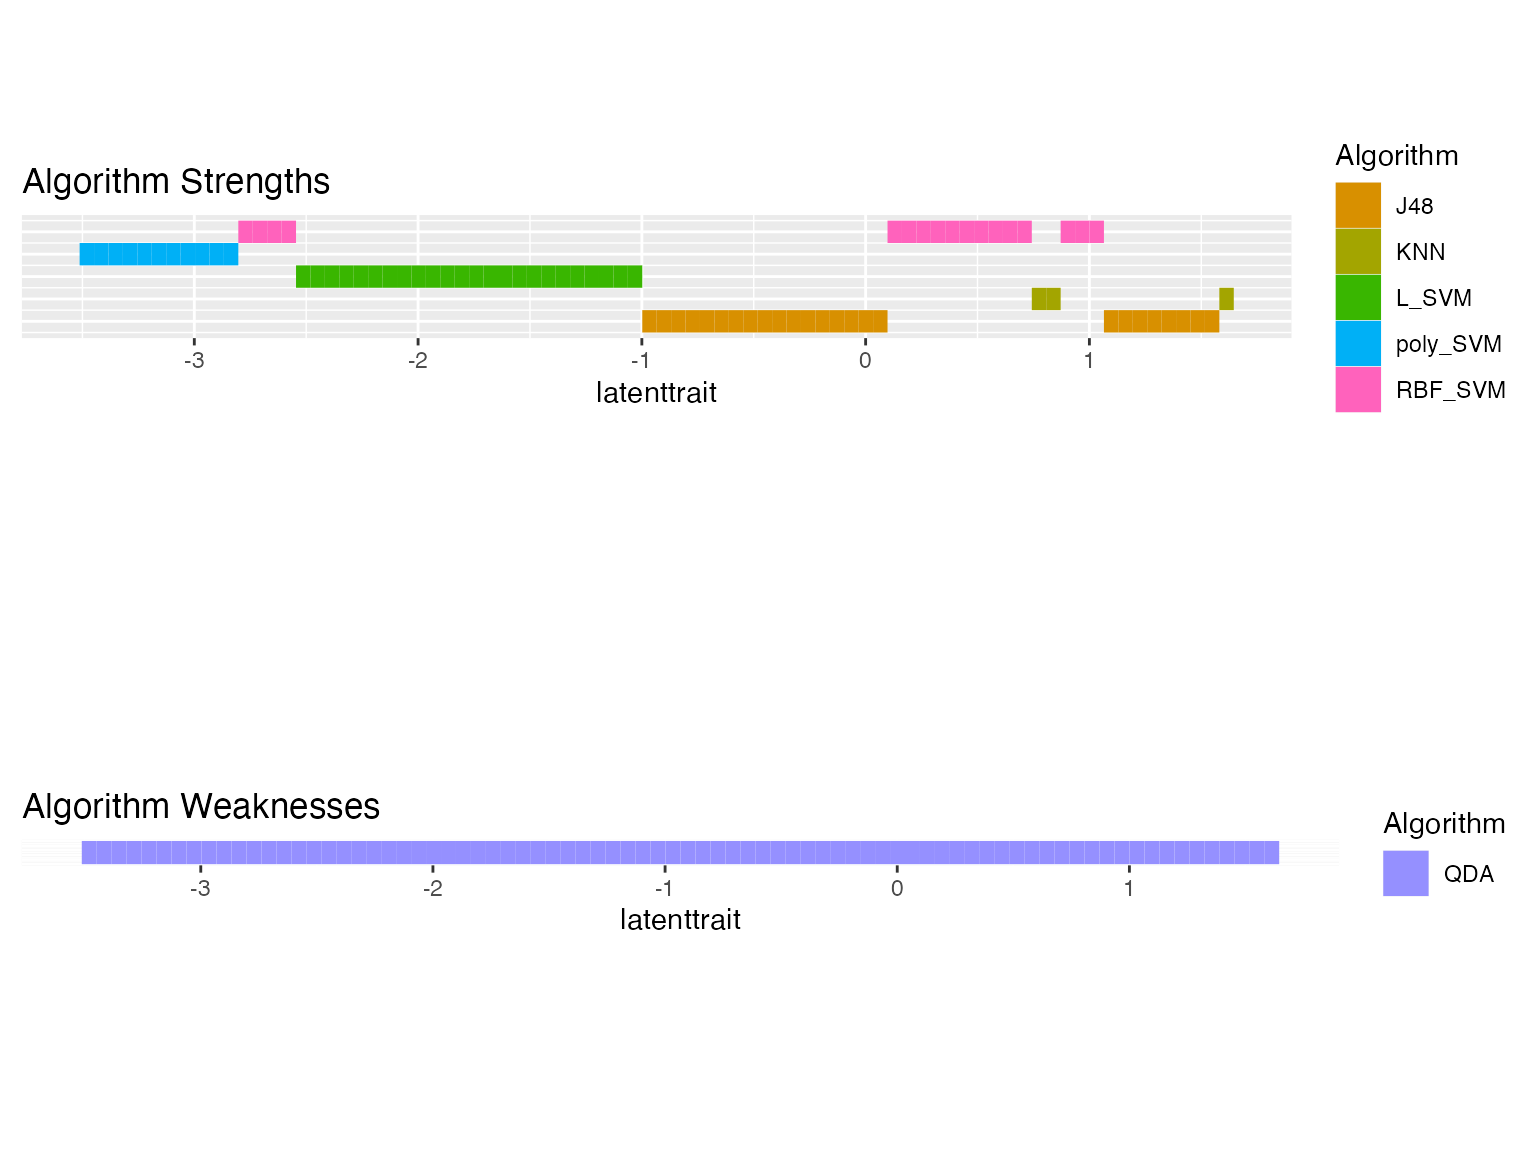 Algorithm Strengths
-3 -2 -1 0 1
latenttrait
Algorithm
J48
KNN
L_SVM
poly_SVM
RBF_SVM
Algorithm Weaknesses
-3 -2 -1 0 1
latenttrait
Algorithm
QDA